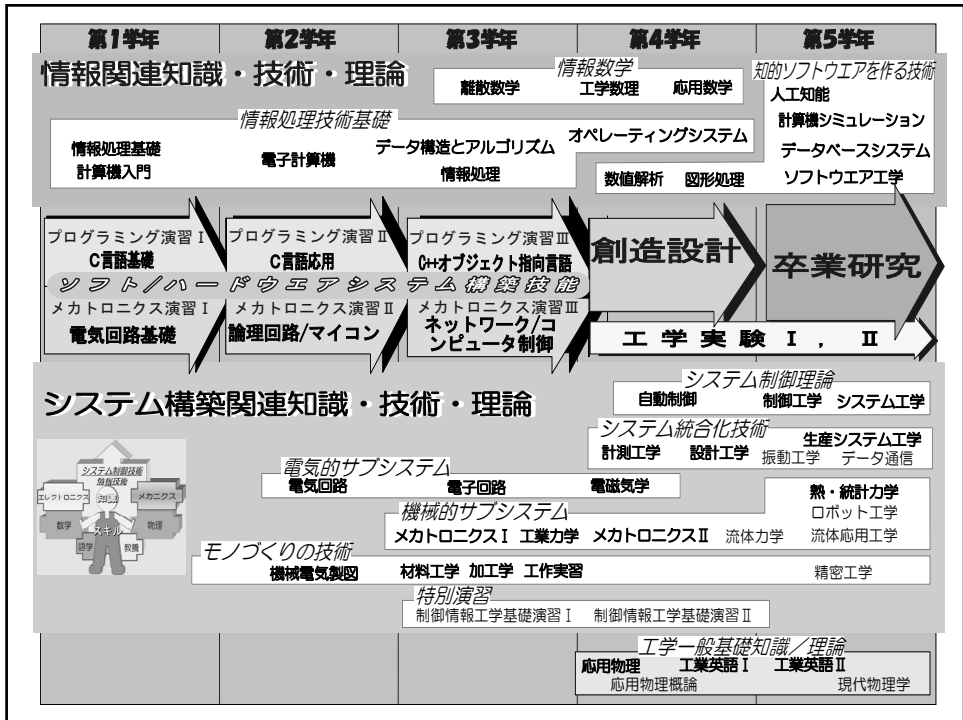 第1学年 第2学年 第3学年 第4学年 第5学年
情報関連知識・技術・理論
情報数学
離散数学 工学数理 応用数学
知的ソフトウエアを作る技術
人工知能
計算機シミュレーション
データベースシステム
ソフトウエア工学
情報処理技術基礎
情報処理基礎
計算機入門
電子計算機
データ構造とアルゴリズム
情報処理
オペレーティングシステム
数値解析 図形処理
プログラミング演習Ⅰ
C言語基礎
プログラミング演習Ⅱ
C言語応用
プログラミング演習Ⅲ
C++オブジェクト指向言語
創造設計
卒業研究
ソフト/ハードウエアシステム構築技能
メカトロニクス演習Ⅰ
電気回路基礎
メカトロニクス演習Ⅱ
論理回路/マイコン
メカトロニクス演習Ⅲ
ネットワーク/コ
ンピュータ制御
工学実験Ⅰ, Ⅱ
システム構築関連知識・技術・理論
システム制御理論
自動制御 制御工学 システム工学
システム統合化技術
計測工学 設計工学 生産システム工学
振動工学 データ通信
電気的サブシステム
電気回路 電子回路 電磁気学
機械的サブシステム
メカトロニクスⅠ 工業力学 メカトロニクスⅡ 流体力学
熱・統計力学
ロボット工学
流体応用工学
モノづくりの技術
機械電気製図 材料工学 加工学 工作実習 精密工学
特別演習
制御情報工学基礎演習Ⅰ 制御情報工学基礎演習Ⅱ
工学一般基礎知識/理論
応用物理 工業英語Ⅰ 工業英語Ⅱ
応用物理概論 現代物理学
システム制御技術
情報技術
エレクトロニクス メカニクス
数学 スキル 物理
語学 教養